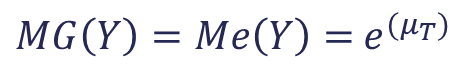 MG(Y) = Me(Y) = e^(μ_T)